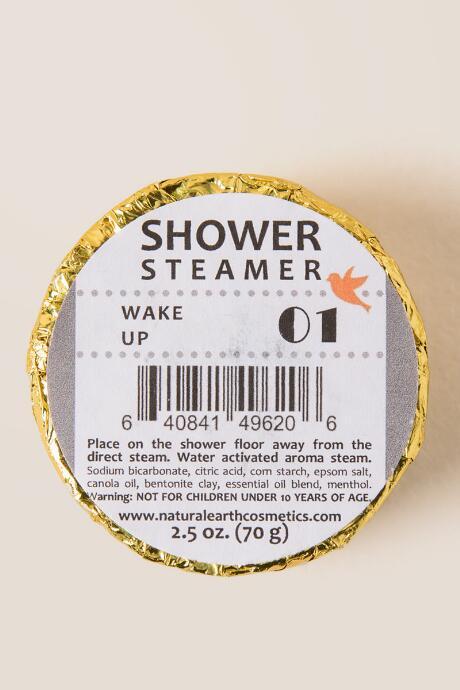 SHOWER
STEAMER
WAKE
UP
01
6 40841 49620 6
Place on the shower floor away from the
direct steam. Water activated aroma steam.
Sodium bicarbonate, citric acid, corn starch, epsom salt,
canola oil, bentonite clay, essential oil blend, menthol.
Warning: NOT FOR CHILDREN UNDER 10 YEARS OF AGE.
www.naturalearthcosmetics.com
2.5 oz. (70 g)